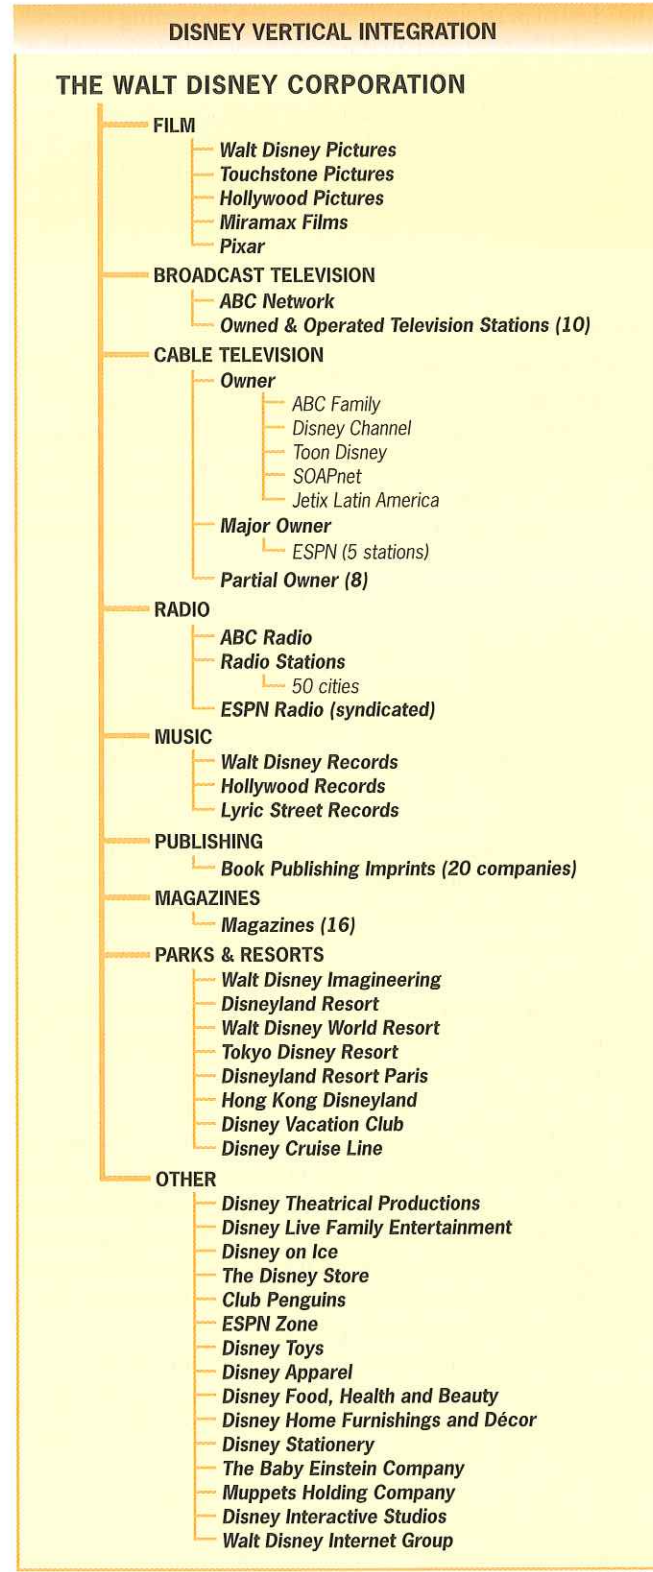 DISNEY VERTICAL INTEGRATION
THE WALT DISNEY CORPORATION
FILM
Walt Disney Pictures
Touchstone Pictures
Hollywood Pictures
Miramax Films
Pixar
BROADCAST TELEVISION
ABC Network
Owned & Operated Television Stations (10)
CABLE TELEVISION
Owner
ABC Family
Disney Channel
Toon Disney
SOAPnet
Jetix Latin America
Major Owner
ESPN (5 stations)
Partial Owner (8)
RADIO
ABC Radio
Radio Stations
50 cities
ESPN Radio (syndicated)
MUSIC
Walt Disney Records
Hollywood Records
Lyric Street Records
PUBLISHING
Book Publishing Imprints (20 companies)
MAGAZINES
Magazines (16)
PARKS & RESORTS
Walt Disney Imagineering
Disneyland Resort
Walt Disney World Resort
Tokyo Disney Resort
Disneyland Resort Paris
Hong Kong Disneyland
Disney Vacation Club
Disney Cruise Line
OTHER
Disney Theatrical Productions
Disney Live Family Entertainment
Disney on Ice
The Disney Store
Club Penguins
ESPN Zone
Disney Toys
Disney Apparel
Disney Food, Health and Beauty
Disney Home Furnishings and Décor
Disney Stationery
The Baby Einstein Company
Muppets Holding Company
Disney Interactive Studios
Walt Disney Internet Group